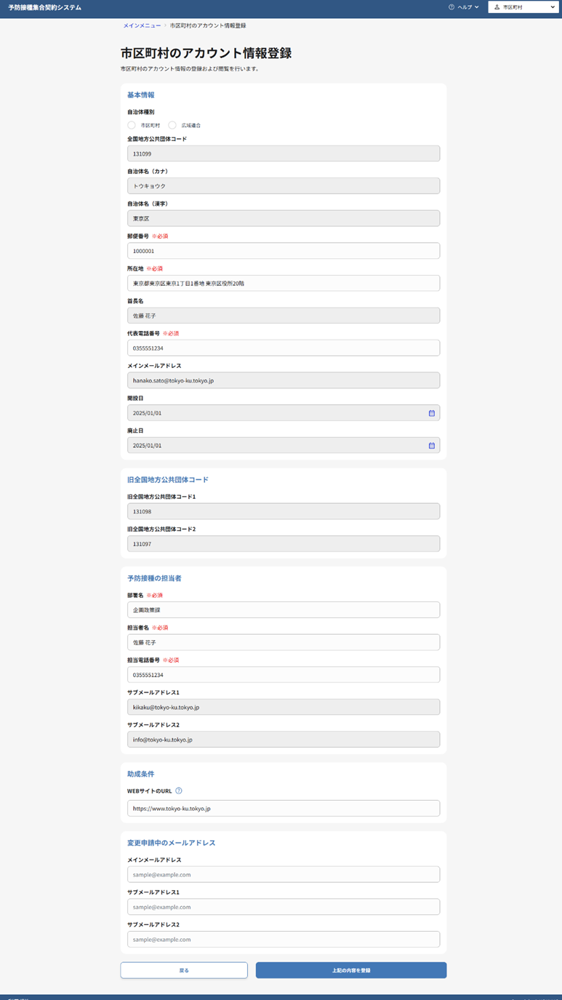 予防接種集合契約システム
ヘルプ
市区町村
メインメニュー > 市区町村のアカウント情報登録
市区町村のアカウント情報登録
市区町村のアカウント情報の登録および閲覧を行います。
基本情報
自治体種別
市区町村 広域連合
全国地方公共団体コード
131099
自治体名（カナ）
トウキョウク
自治体名（漢字）
東京区
郵便番号 ※必須
1000001
所在地 ※必須
東京都東京区東京1丁目1番地 東京区役所20階
首長名
佐藤 花子
代表電話番号 ※必須
0355551234
メインメールアドレス
hanako.sato@tokyo-ku.tokyo.jp
開設日
2025/01/01
廃止日
2025/01/01
旧全国地方公共団体コード
旧全国地方公共団体コード1
131098
旧全国地方公共団体コード2
131097
予防接種の担当者
部署名 ※必須
企画政策課
担当者名 ※必須
佐藤 花子
担当電話番号 ※必須
0355551234
サブメールアドレス1
kikaku@tokyo-ku.tokyo.jp
サブメールアドレス2
info@tokyo-ku.tokyo.jp
助成条件
WEBサイトのURL ?
https://www.tokyo-ku.tokyo.jp
変更申請中のメールアドレス
メインメールアドレス
sample@example.com
サブメールアドレス1
sample@example.com
サブメールアドレス2
sample@example.com
戻る
上記の内容を登録